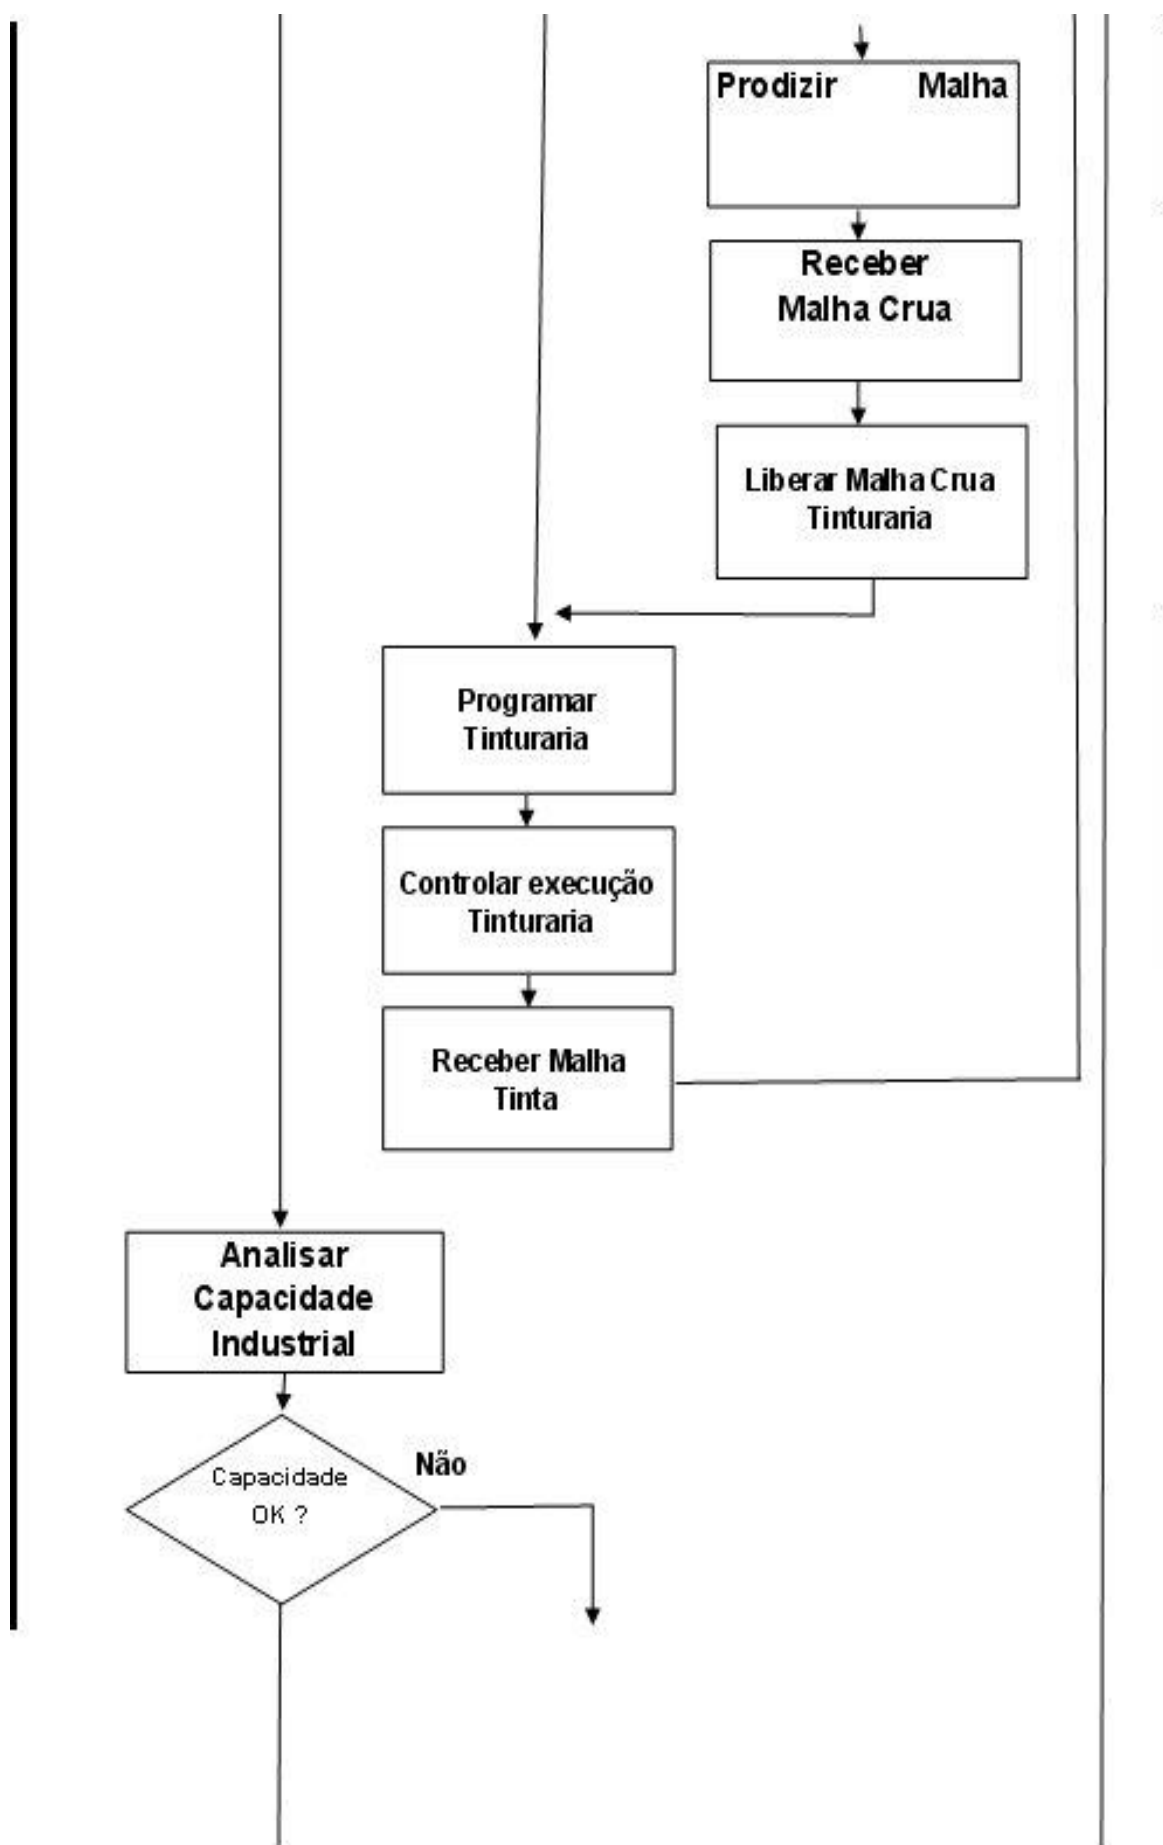 Prodizir Malha
Receber
Malha Crua
Liberar Malha Crua
Tinturaria
Programar
Tinturaria
Controlar execução
Tinturaria
Receber Malha
Tinta
Analisar
Capacidade
Industrial
Não
Capacidade
OK ?